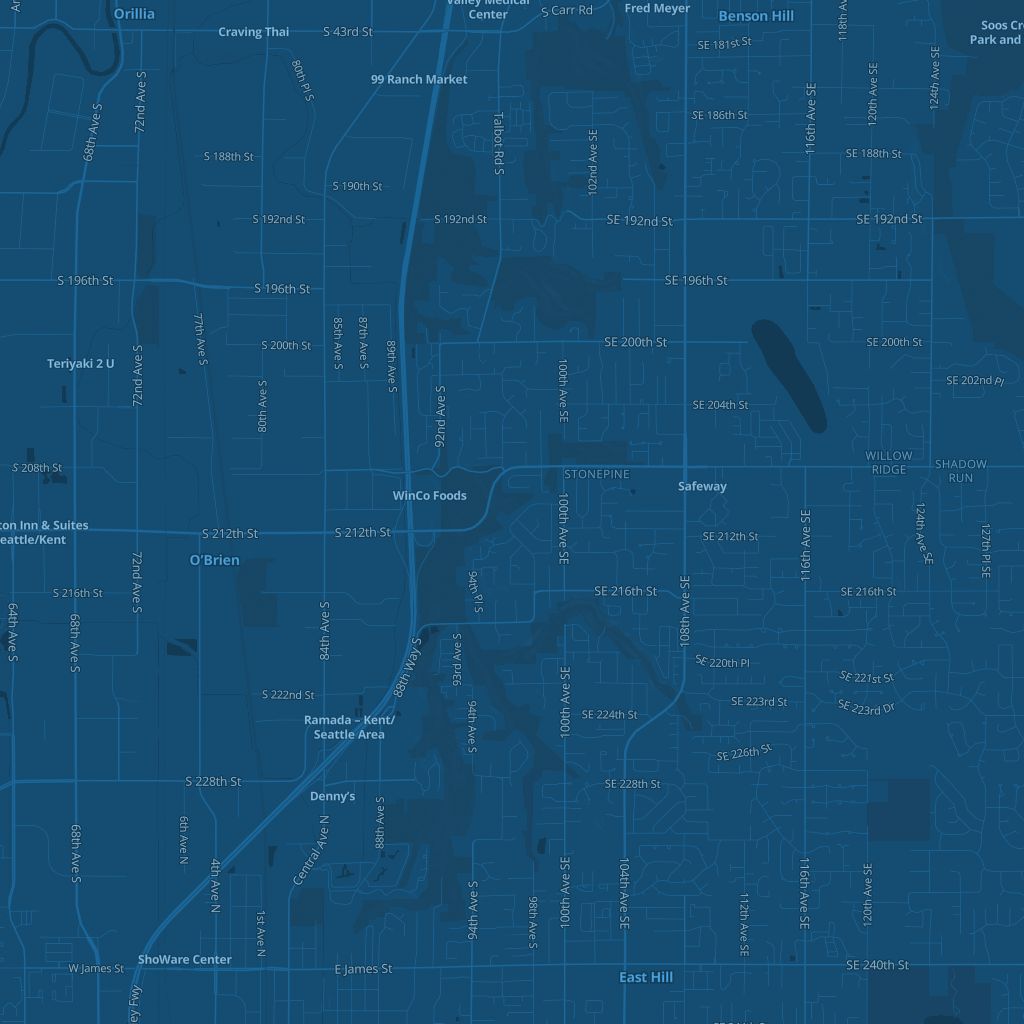 Valley Medical
Center
S Carr Rd
Fred Meyer
Benson Hill
118th Av
Orillia
Craving Thai
S 43rd St
SE 181st St
Soos Cr
Park and
80th Pl S
99 Ranch Market
72nd Ave S
68th Ave S
Talbot Rd S
SE 186th St
116th Ave SE
120th Ave SE
124th Ave SE
102nd Ave SE
S 188th St
SE 188th St
S 190th St
S 192nd St
S 192nd St
SE 192nd St
SE 192nd St
S 196th St
S 196th St
SE 196th St
77th Ave S
85th Ave S
87th Ave S
89th Ave S
S 200th St
SE 200th St
SE 200th St
Teriyaki 2 U
72nd Ave S
80th Ave S
92nd Ave S
100th Ave SE
SE 202nd Pl
SE 204th St
S 208th St
STONEPINE
WILLOW
RIDGE
SHADOW
RUN
WinCo Foods
Safeway
ton Inn & Suites
eattle/Kent
S 212th St
S 212th St
100th Ave SE
SE 212th St
116th Ave SE
124th Ave SE
127th Pl SE
O'Brien
72nd Ave S
S 216th St
94th Pl S
SE 216th St
SE 216th St
64th Ave S
68th Ave S
84th Ave S
108th Ave SE
88th Way S
93rd Ave S
SE 220th Pl
SE 221st St
S 222nd St
100th Ave SE
SE 223rd St
SE 223rd Dr
Ramada – Kent/
Seattle Area
94th Ave S
SE 224th St
SE 226th St
S 228th St
SE 228th St
Denny's
68th Ave S
6th Ave N
4th Ave N
Central Ave N
88th Ave S
94th Ave S
98th Ave S
100th Ave SE
104th Ave SE
112th Ave SE
116th Ave SE
120th Ave SE
1st Ave N
ShoWare Center
W James St
E James St
SE 240th St
East Hill
ey Fwy